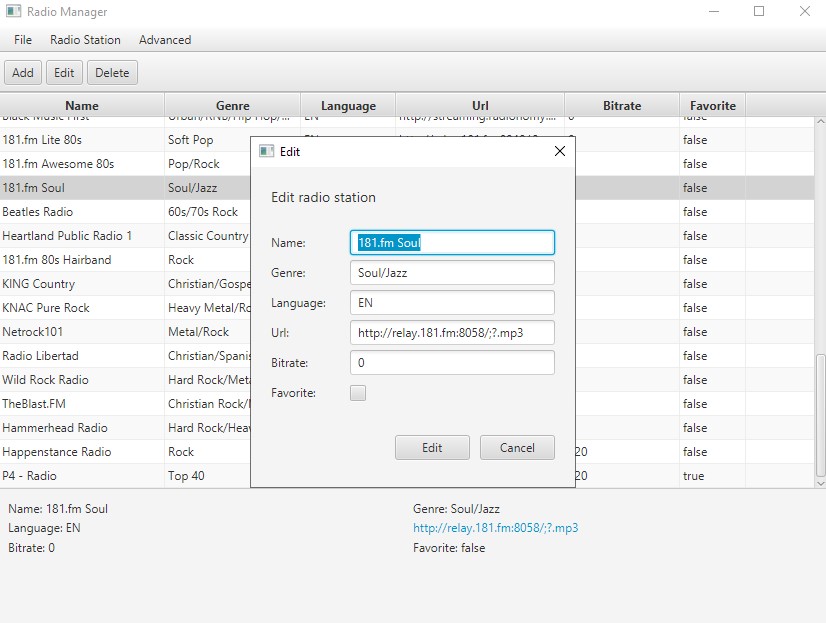 Radio Manager
File Radio Station Advanced
Add Edit Delete
Name Genre Language Url Bitrate Favorite
Black Music First Urban/RNB/Hip Hop/... EN http://streaming.radionomy.... 0 false
181.fm Lite 80s Soft Pop false
181.fm Awesome 80s Pop/Rock false
181.fm Soul Soul/Jazz false
Beatles Radio 60s/70s Rock false
Heartland Public Radio 1 Classic Country false
181.fm 80s Hairband Rock false
KING Country Christian/Gospe false
KNAC Pure Rock Heavy Metal/Ro false
Netrock101 Metal/Rock false
Radio Libertad Christian/Spanis false
Wild Rock Radio Hard Rock/Meta false
TheBlast.FM Christian Rock/ false
Hammerhead Radio Hard Rock/Heav false
Happenstance Radio Rock 20 false
P4 - Radio Top 40 20 true
Edit
Edit radio station
Name: 181.fm Soul
Genre: Soul/Jazz
Language: EN
Url: http://relay.181.fm:8058/;?.mp3
Bitrate: 0
Favorite:
Edit Cancel
Name: 181.fm Soul Genre: Soul/Jazz
Language: EN http://relay.181.fm:8058/;?.mp3
Bitrate: 0 Favorite: false